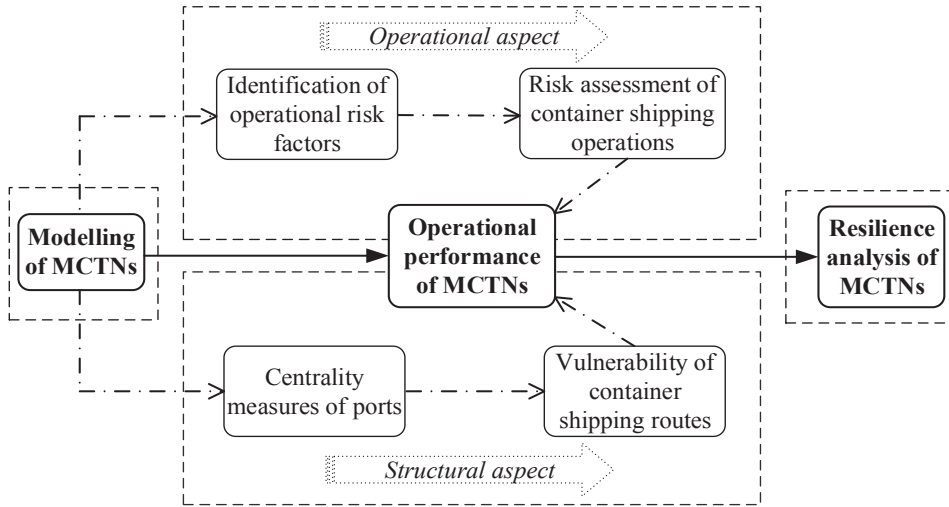 Operational aspect
Identification of
operational risk
factors
Risk assessment of
container shipping
operations
Modelling
of MCTNs
Operational
performance
of MCTNs
Resilience
analysis of
MCTNs
Centrality
measures of ports
Vulnerability of
container
shipping routes
Structural aspect